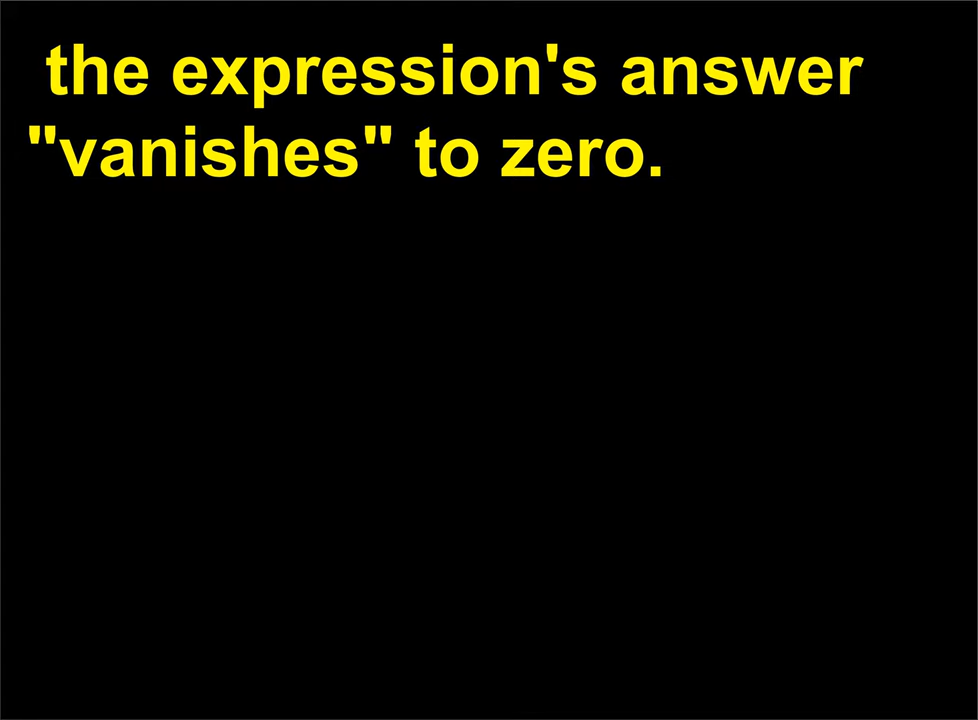 the expression's answer
"vanishes" to zero.